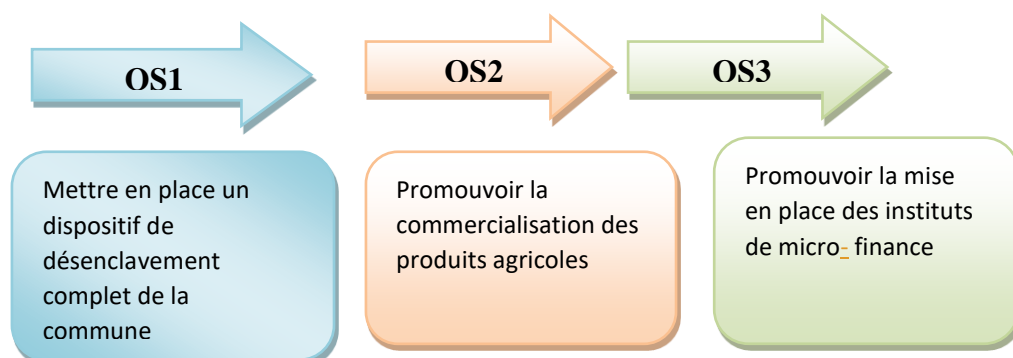 OS1
OS2
OS3
Mettre en place un
dispositif de
désenclavement
complet de la
commune
Promouvoir la
commercialisation des
produits agricoles
Promouvoir la mise
en place des instituts
de micro- finance